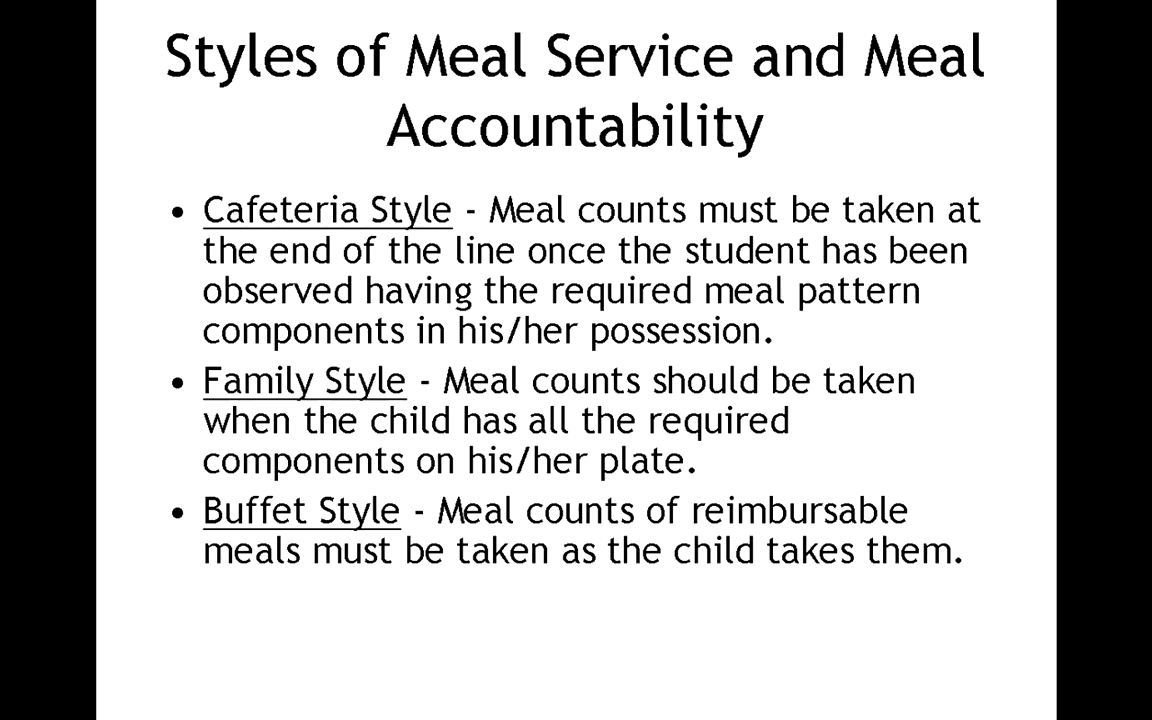 Styles of Meal Service and Meal
Accountability
• Cafeteria Style - Meal counts must be taken at
the end of the line once the student has been
observed having the required meal pattern
components in his/her possession.
• Family Style - Meal counts should be taken
when the child has all the required
components on his/her plate.
• Buffet Style - Meal counts of reimbursable
meals must be taken as the child takes them.